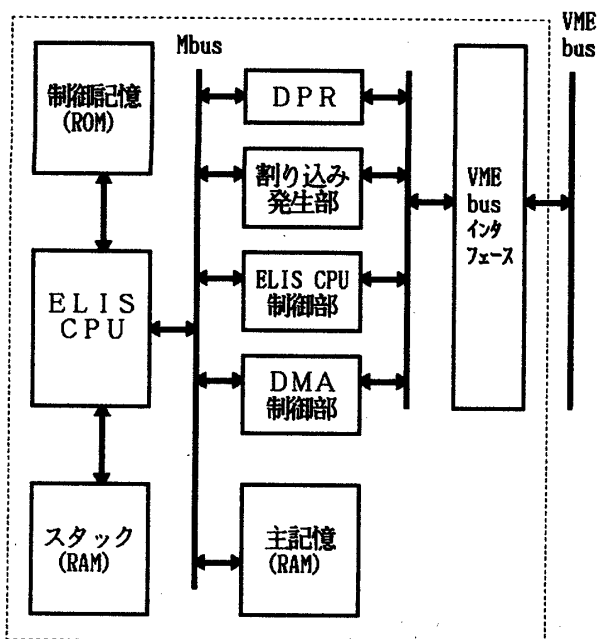 VME
bus
Mbus
制御記憶
(ROM)
DPR
割り込み
発生部
VME
bus
インタ
フェース
ELIS
CPU
ELIS CPU
制御部
DMA
制御部
スタック
(RAM)
主記憶
(RAM)